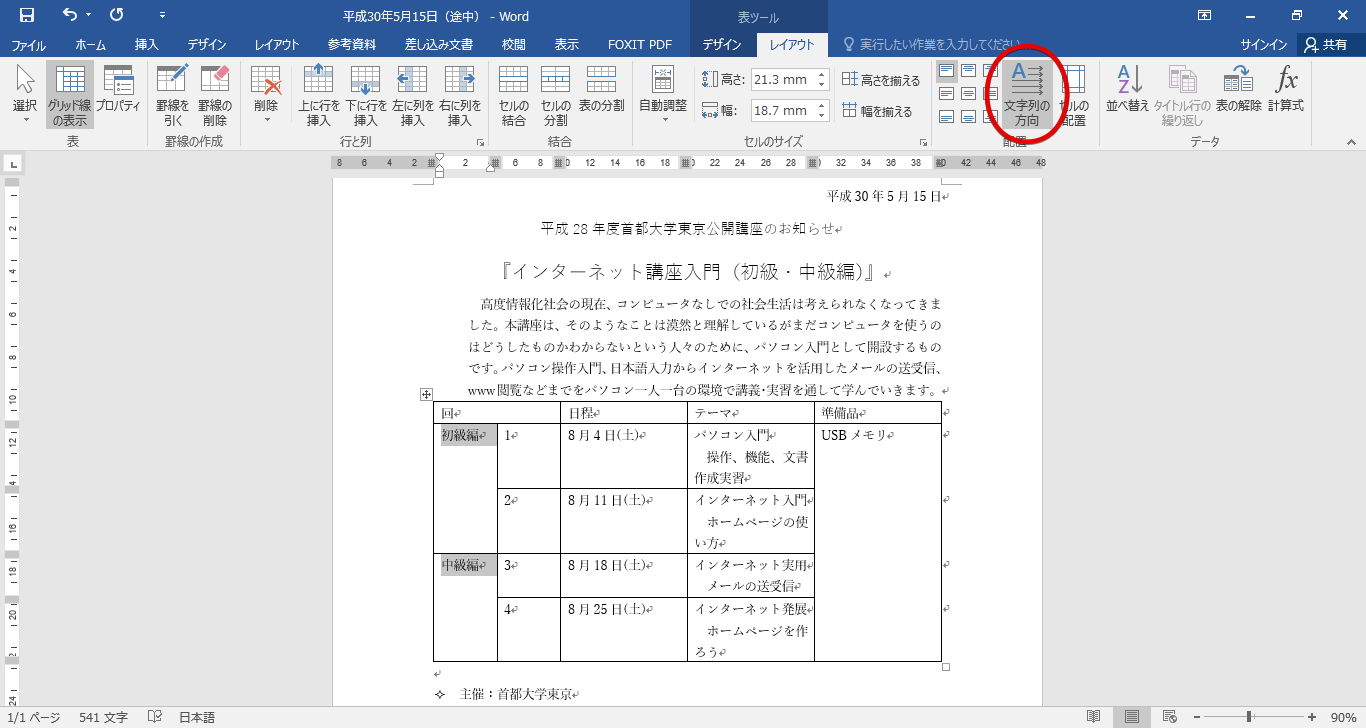 平成30年5月15日（途中） - Word
表ツール
ファイル ホーム 挿入 デザイン レイアウト 参考資料 差し込み文書 校閲 表示 FOXIT PDF デザイン レイアウト 実行したい作業を入力してください サインイン 共有
選択
グリッド線の表示
プロパティ
表
罫線を引く
罫線の削除
罫線の作成
削除
上に行を挿入
下に行を挿入
左に列を挿入
右に列を挿入
行と列
セルの結合
セルの分割
表の分割
結合
自動調整
高さ: 21.3 mm
幅: 18.7 mm
高さを揃える
幅を揃える
セルのサイズ
文字列の方向
セルの配置
配置
並べ替え
タイトル行の繰り返し
表の解除
計算式
データ
8 6 4 2 2 6 8 10 12 14 16 18 20 22 24 26 28 30 32 34 36 38 40 42 44 46 48
平成 30 年 5 月 15 日
平成 28 年度首都大学東京公開講座のお知らせ
『インターネット講座入門（初級・中級編）』
高度情報化社会の現在、コンピュータなしでの社会生活は考えられなくなってきま
した。本講座は、そのようなことは漠然と理解しているがまだコンピュータを使うの
はどうしたものかわからないという人々のために、パソコン入門として開設するもの
です。パソコン操作入門、日本語入力からインターネットを活用したメールの送受信、
www 閲覧などまでをパソコン一人一台の環境で講義・実習を通して学んでいきます。
回 日程 テーマ 準備品
初級編 1 8 月 4 日(土) パソコン入門 USB メモリ
操作、機能、文書
作成実習
2 8 月 11 日(土) インターネット入門
ホームページの使
い方
中級編 3 8 月 18 日(土) インターネット実用
メールの送受信
4 8 月 25 日(土) インターネット発展
ホームページを作
ろう
主催：首都大学東京
1/1 ページ 541 文字 日本語 90%